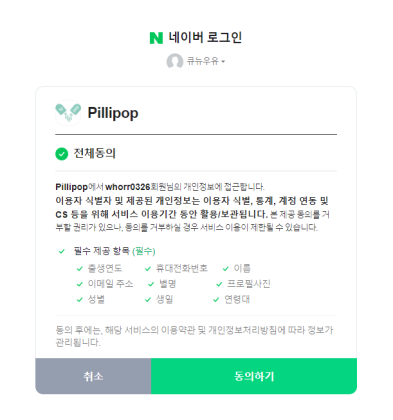 네이버 로그인
큐뉴우유
Pillipop
전체동의
Pillipop에서 whorr0326회원님의 개인정보에 접근합니다.
이용자 식별자 및 제공된 개인정보는 이용자 식별, 통계, 계정 연동 및
CS 등을 위해 서비스 이용기간 동안 활용/보관됩니다. 본 제공 동의를 거
부할 권리가 있으나, 동의를 거부하실 경우 서비스 이용이 제한될 수 있습니다.
필수 제공 항목 (필수)
출생연도 휴대전화번호 이름
이메일 주소 별명 프로필사진
성별 생일 연령대
동의 후에는, 해당 서비스의 이용약관 및 개인정보처리방침에 따라 정보가
관리됩니다.
취소 동의하기